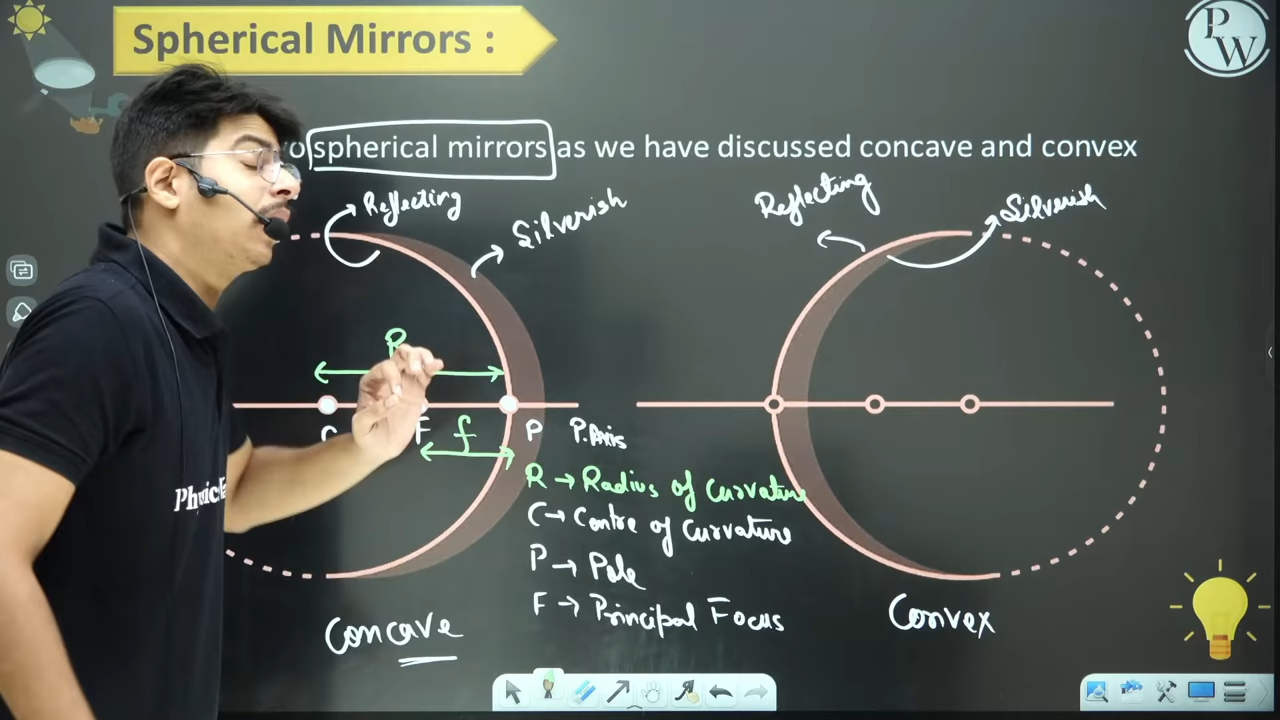 Spherical Mirrors :
PW
spherical mirrors as we have discussed concave and convex
Reflecting
Silverish
Reflecting
Silverish
R
C
F
f
P
P.Axis
R → Radius of Curvature
C → Centre of Curvature
P → Pole
F → Principal Focus
Concave
Convex